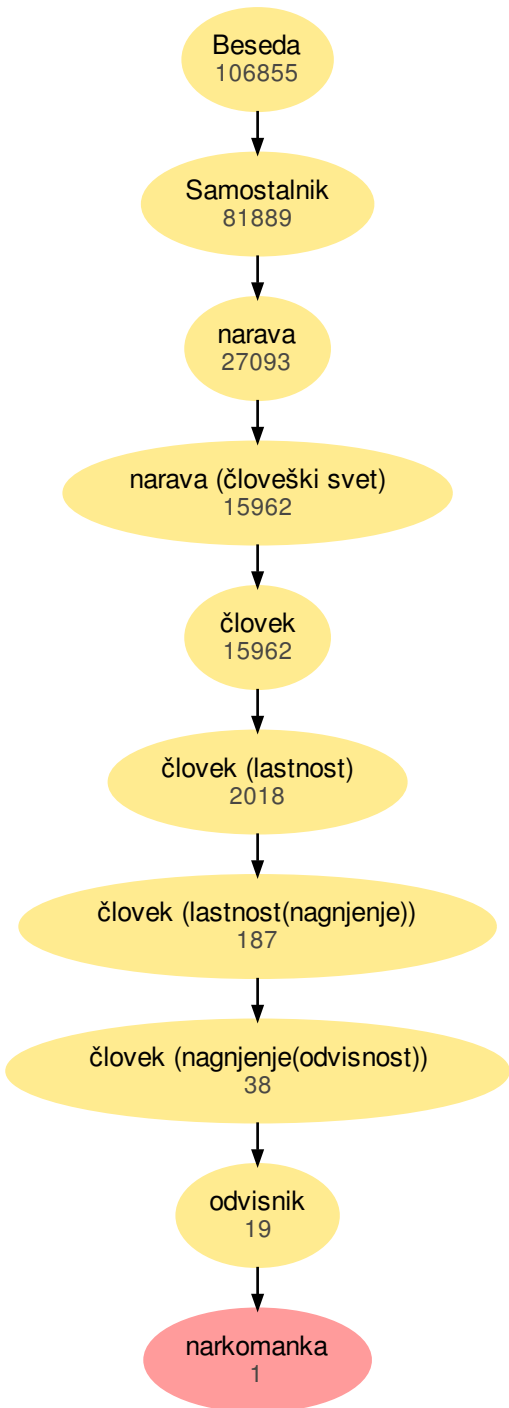 Beseda
106855
Samostalnik
81889
narava
27093
narava (človeški svet)
15962
človek
15962
človek (lastnost)
2018
človek (lastnost(nagnjenje))
187
človek (nagnjenje(odvisnost))
38
odvisnik
19
narkomanka
1